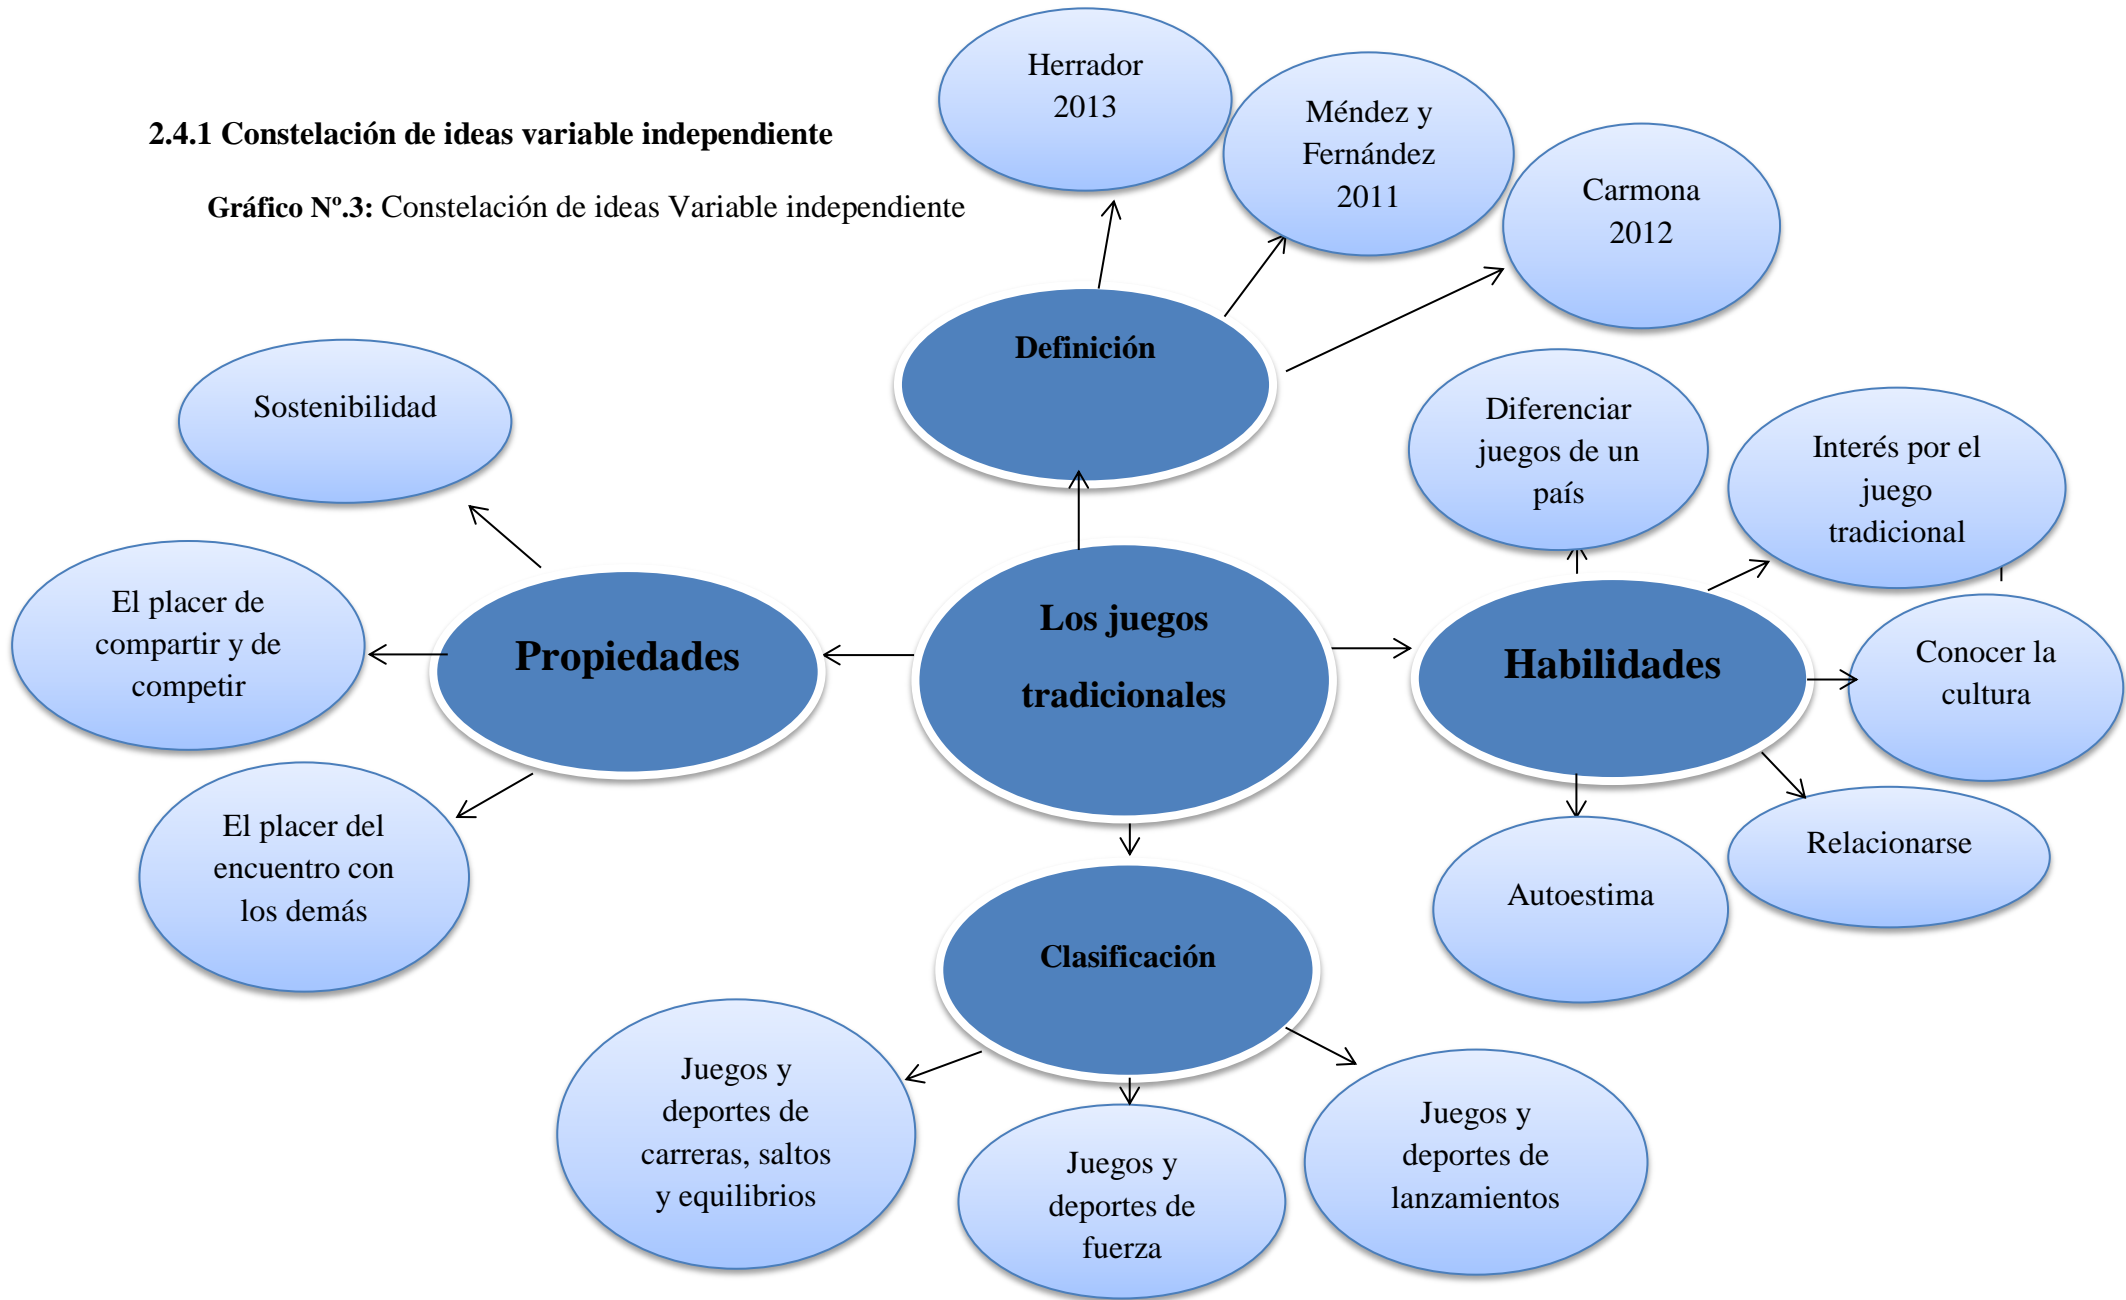 2.4.1 Constelación de ideas variable independiente
Gráfico Nº.3: Constelación de ideas Variable independiente
Herrador
2013
Méndez y
Fernández
2011
Carmona
2012
Definición
Sostenibilidad
El placer de
compartir y de
competir
El placer del
encuentro con
los demás
Propiedades
Los juegos
tradicionales
Habilidades
Diferenciar
juegos de un
país
Interés por el
juego
tradicional
Conocer la
cultura
Relacionarse
Autoestima
Clasificación
Juegos y
deportes de
carreras, saltos
y equilibrios
Juegos y
deportes de
fuerza
Juegos y
deportes de
lanzamientos